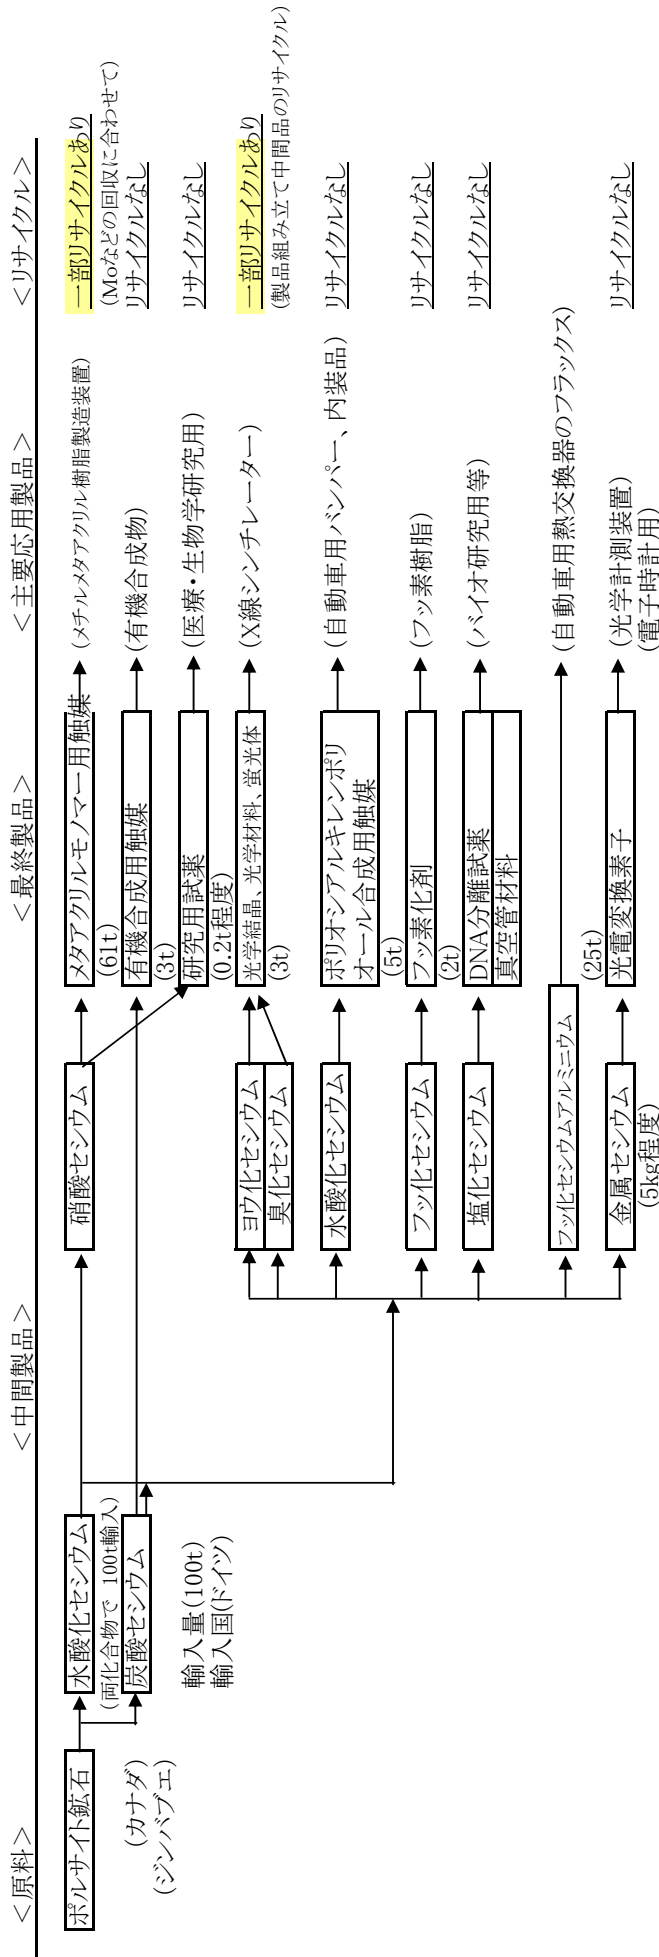 ＜原料＞
＜中間製品＞
＜最終製品＞
＜主要応用製品＞
＜リサイクル＞
ポルサイト鉱石
(カナダ)
(ジンバブエ)
水酸化セシウム
(両化合物で 100t輸入)
炭酸セシウム
輸入量(100t)
輸入国(ドイツ)
硝酸セシウム
ヨウ化セシウム
臭化セシウム
水酸化セシウム
フッ化セシウム
塩化セシウム
フッ化セシウムアルミニウム
金属セシウム
(5kg程度)
メタアクリルモノマー用触媒
(61t)
有機合成用触媒
(3t)
研究用試薬
(0.2t程度)
光学結晶、光学材料、蛍光体
(3t)
ポリオシアルキレンポリ
オール合成用触媒
(5t)
フッ素化剤
(2t)
DNA分離試薬
真空管材料
(25t)
光電変換素子
(メチルメタアクリル樹脂製造装置)
(有機合成物)
(医療・生物学研究用)
(X線シンチレーター)
(自動車用バンパー、内装品)
(フッ素樹脂)
(バイオ研究用等)
(自動車用熱交換器のフラックス)
(光学計測装置)
(電子時計用)
一部リサイクルあり
(Moなどの回収に合わせて)
リサイクルなし
リサイクルなし
一部リサイクルあり
(製品組み立て中間品のリサイクル)
リサイクルなし
リサイクルなし
リサイクルなし
リサイクルなし